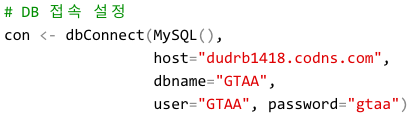 # DB 접속 설정
con <- dbConnect(MySQL(),
host="dudrb1418.codns.com",
dbname="GTAA",
user="GTAA", password="gtaa")